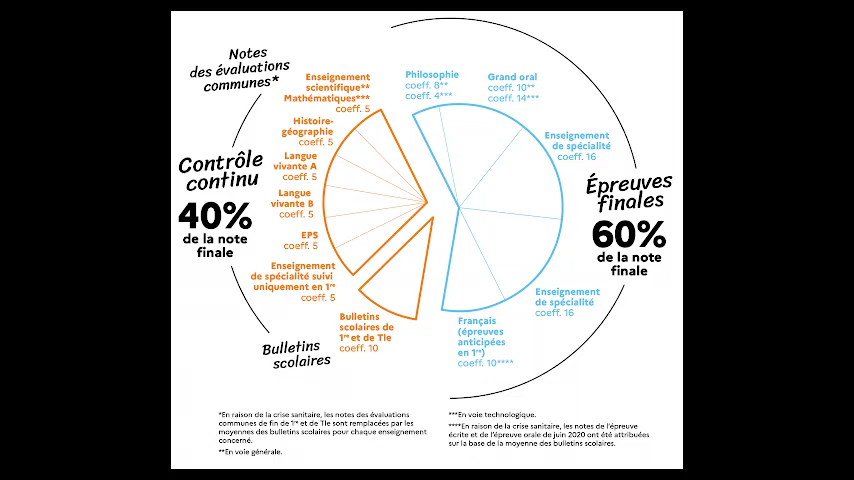 Notes
des évaluations
communes*
Enseignement
scientifique**
Mathématiques***
coeff. 5
Histoire-
géographie
coeff. 5
Langue
vivante A
coeff. 5
Langue
vivante B
coeff. 5
EPS
coeff. 5
Enseignement
de spécialité suivi
uniquement en 1re
coeff. 5
Contrôle
continu
40%
de la note
finale
Bulletins
scolaires de
1re et de Tle
coeff. 10
Bulletins
scolaires
Philosophie
coeff. 8**
coeff. 4***
Grand oral
coeff. 10**
coeff. 14***
Enseignement
de spécialité
coeff. 16
Épreuves
finales
60%
de la note
finale
Enseignement
de spécialité
coeff. 16
Français
(épreuves
anticipées
en 1re)
coeff. 10****
*En raison de la crise sanitaire, les notes des évaluations
communes de fin de 1re et de Tle sont remplacées par les
moyennes des bulletins scolaires pour chaque enseignement
concerné.
**En voie générale.
***En voie technologique.
****En raison de la crise sanitaire, les notes de l'épreuve
écrite et de l'épreuve orale de juin 2020 ont été attribuées
sur la base de la moyenne des bulletins scolaires.